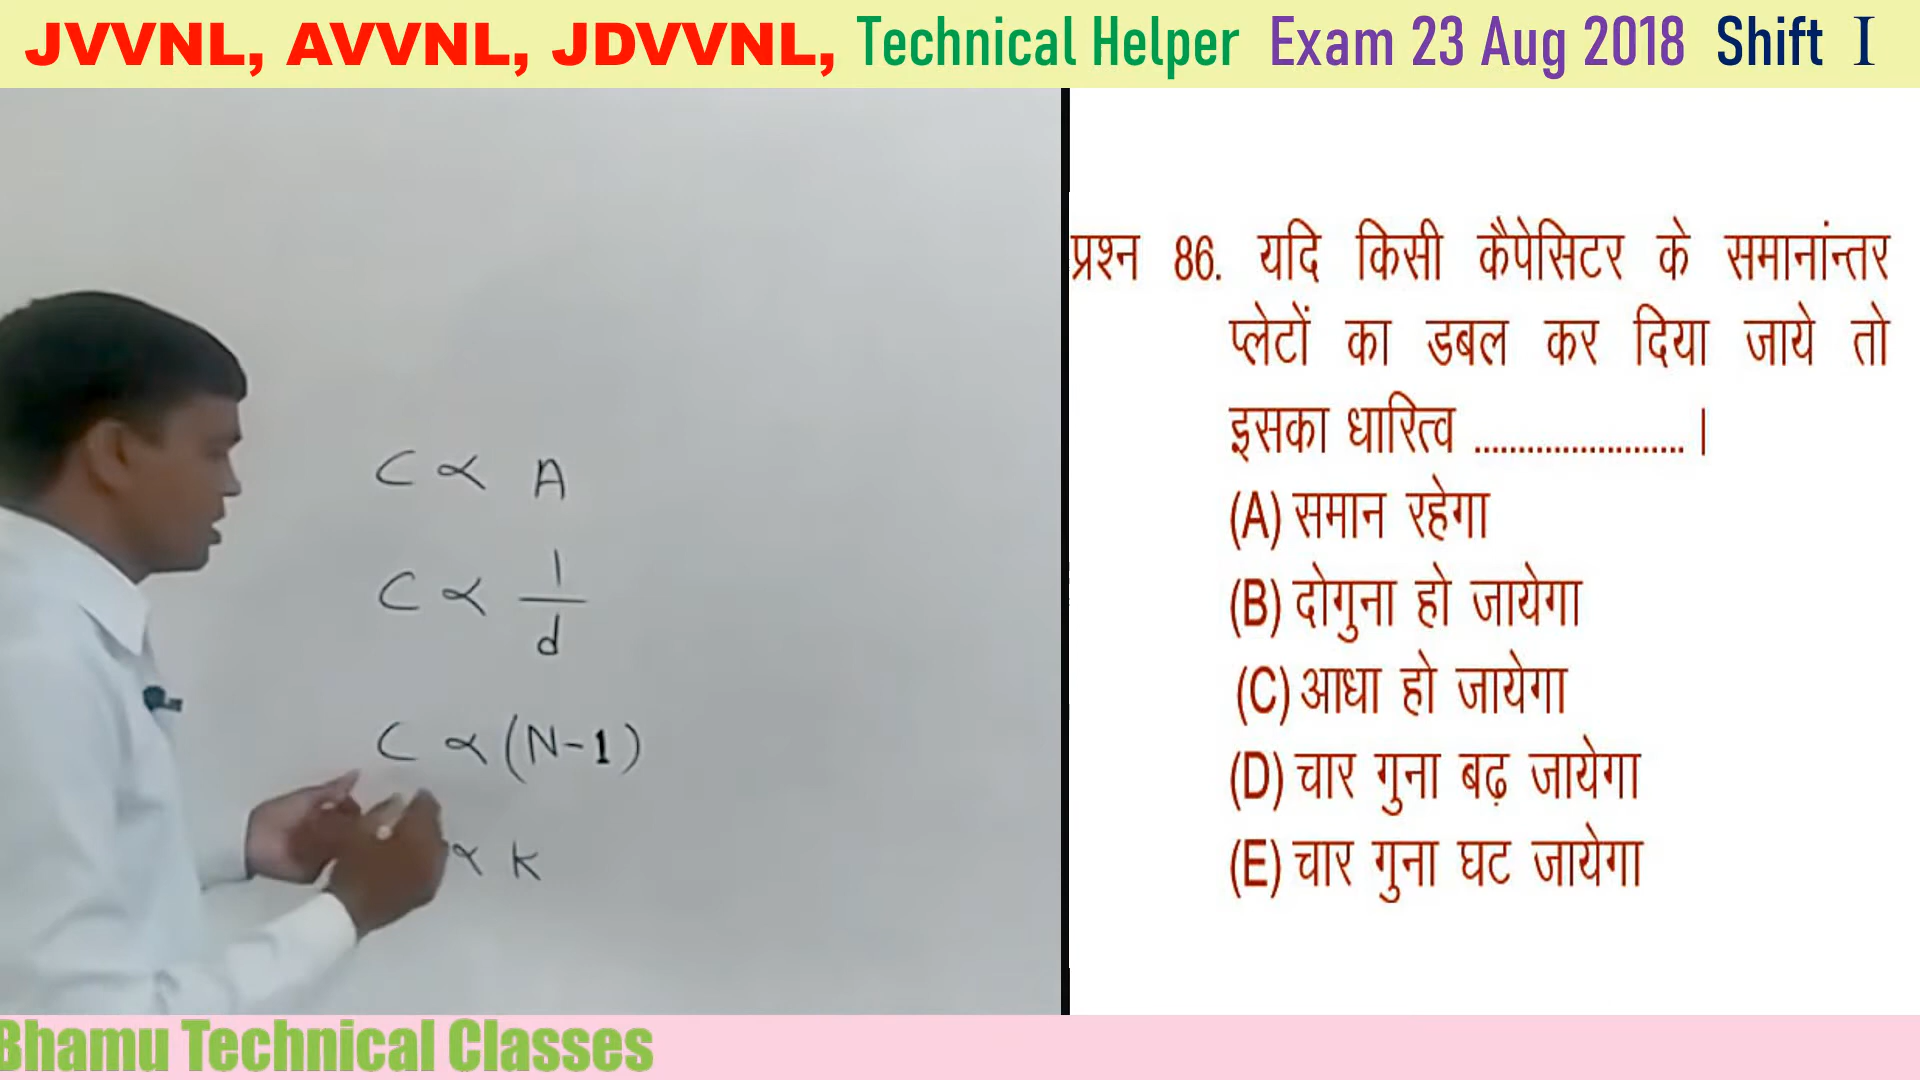 JVVNL, AVVNL, JDVVNL, Technical Helper Exam 23 Aug 2018 Shift I
C ∝ A
C ∝ 1/d
C ∝ (N-1)
∝ K
प्रश्न 86. यदि किसी कैपेसिटर के समानांन्तर
प्लेटों का डबल कर दिया जाये तो
इसका धारित्व ........................ ।
(A) समान रहेगा
(B) दोगुना हो जायेगा
(C) आधा हो जायेगा
(D) चार गुना बढ़ जायेगा
(E) चार गुना घट जायेगा
Bhamu Technical Classes